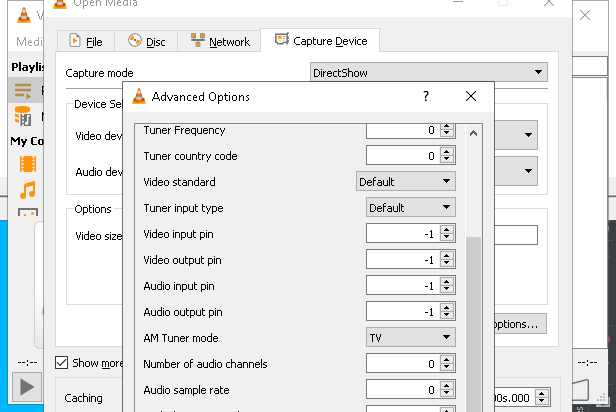 Open Media
V
Medi
File
Disc
Network
Capture Device
Playlis
Capture mode
DirectShow
Advanced Options
?
Device Sel
Video dev
Audio dev
My Co
Options
Video size
Tuner Frequency
0
Tuner country code
0
Video standard
Default
Tuner input type
Default
Video input pin
-1
Video output pin
-1
Audio input pin
-1
Audio output pin
-1
AM Tuner mode
TV
Number of audio channels
0
Audio sample rate
0
options...
--:--
Show more
--:--
Caching
00s.000